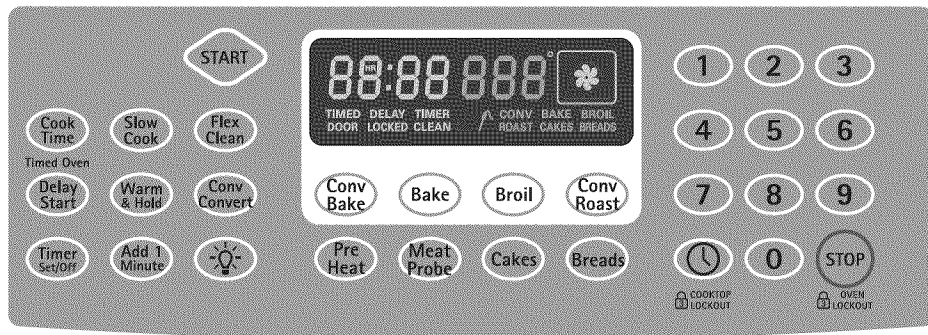 START
Cook
Time
Slow
Cook
Flex
Clean
Timed Oven
Delay
Start
Warm
& Hold
Conv
Convert
Timer
Set/Off
Add 1
Minute
88:88 888°
HR
TIMED DELAY TIMER
DOOR LOCKED CLEAN
CONV BAKE BROIL
ROAST CAKES BREADS
Conv
Bake
Bake
Broil
Conv
Roast
Pre
Heat
Meat
Probe
Cakes
Breads
1 2 3
4 5 6
7 8 9
0
STOP
3 COOKTOP
LOCKOUT
3 OVEN
LOCKOUT